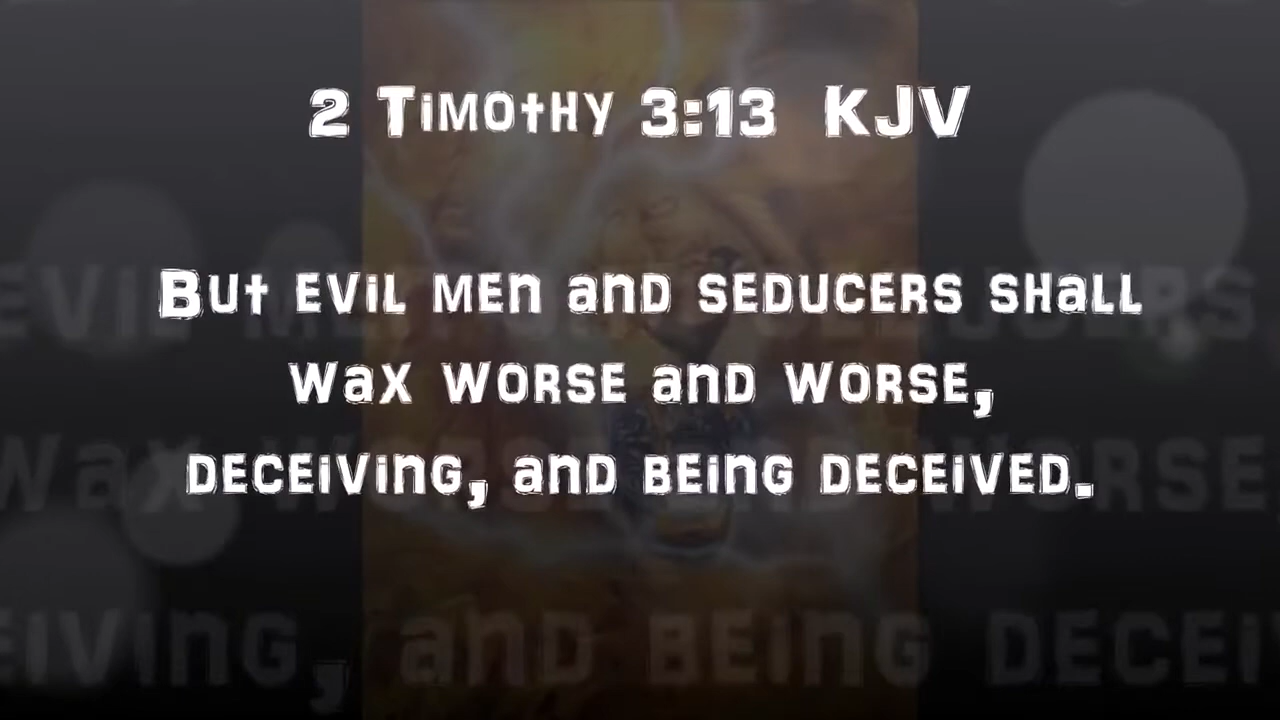 2 Timothy 3:13 KJV
But evil men and seducers shall
wax worse and worse,
deceiving, and being deceived.